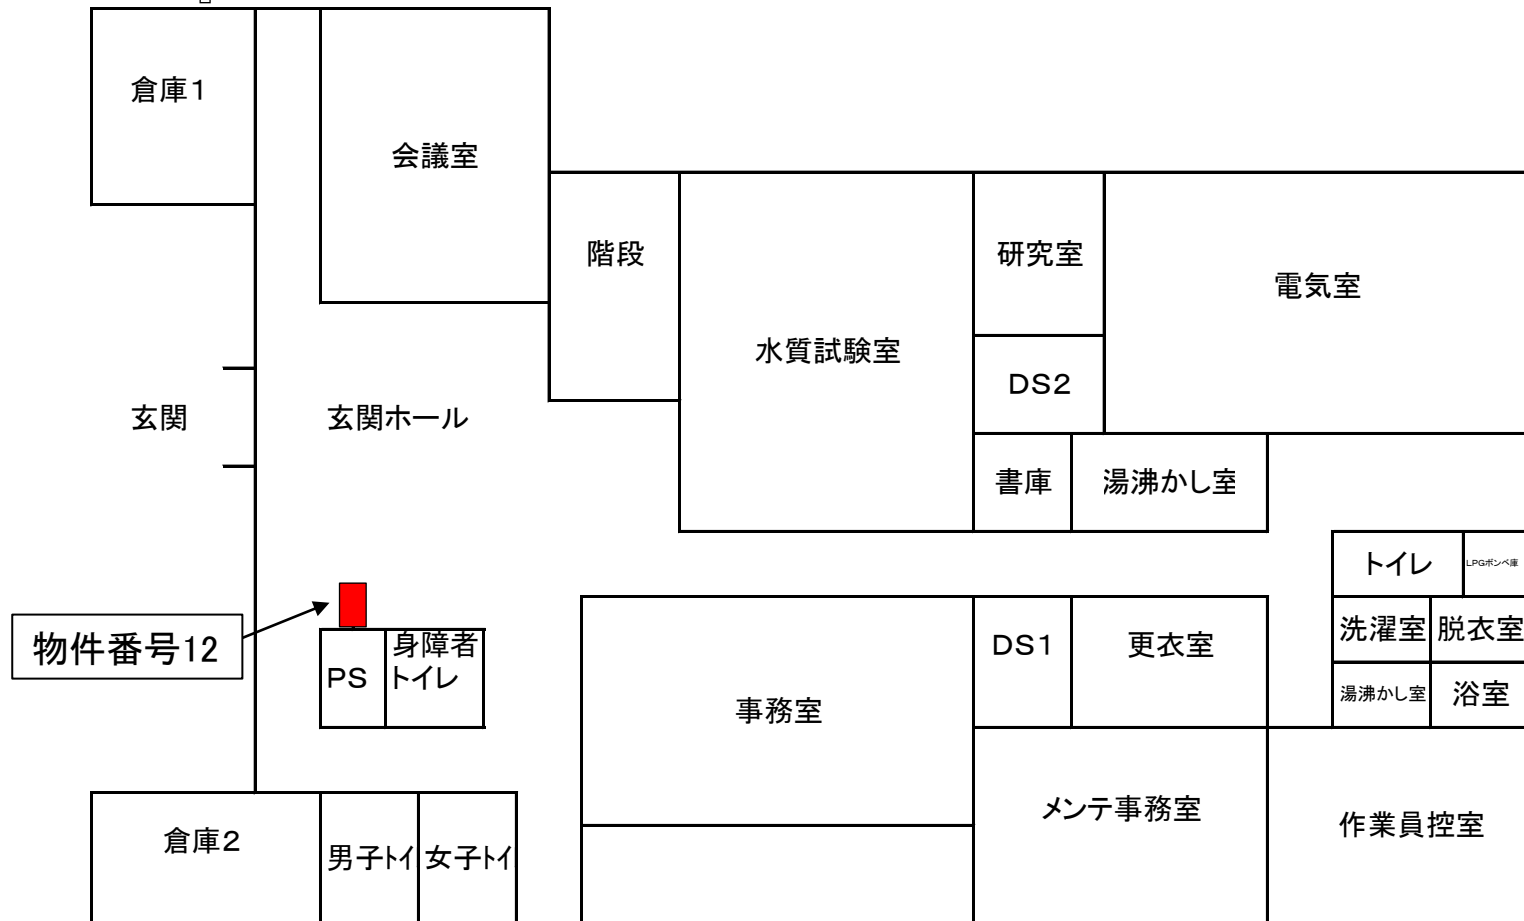 倉庫1
会議室
階段
研究室
電気室
水質試験室
DS2
玄関
玄関ホール
書庫
湯沸かし室
トイレ
LPGボンベ庫
物件番号12
PS
身障者
トイレ
DS1
更衣室
洗濯室
脱衣室
湯沸かし室
浴室
事務室
メンテ事務室
作業員控室
倉庫2
男子トイ
女子トイ